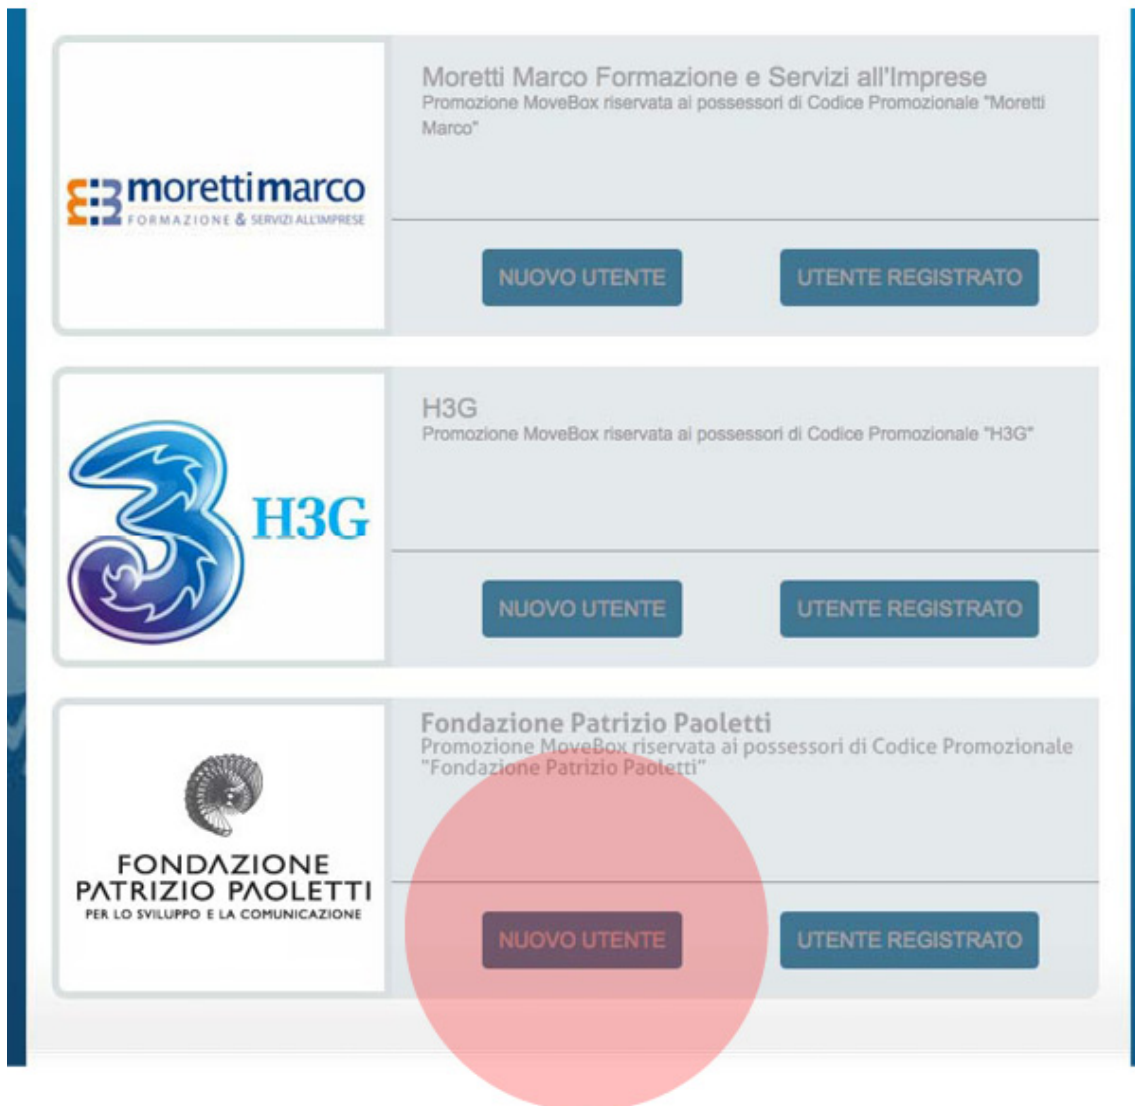 Moretti Marco Formazione e Servizi all'Imprese
Promozione MoveBox riservata ai possessori di Codice Promozionale "Moretti
Marco"
morettimarco
FORMAZIONE & SERVIZI ALL'IMPRESE
NUOVO UTENTE
UTENTE REGISTRATO
H3G
Promozione MoveBox riservata ai possessori di Codice Promozionale "H3G"
3 H3G
NUOVO UTENTE
UTENTE REGISTRATO
Fondazione Patrizio Paoletti
Promozione MoveBox riservata ai possessori di Codice Promozionale
"Fondazione Patrizio Paoletti"
FONDAZIONE
PATRIZIO PAOLETTI
PER LO SVILUPPO E LA COMUNICAZIONE
NUOVO UTENTE
UTENTE REGISTRATO